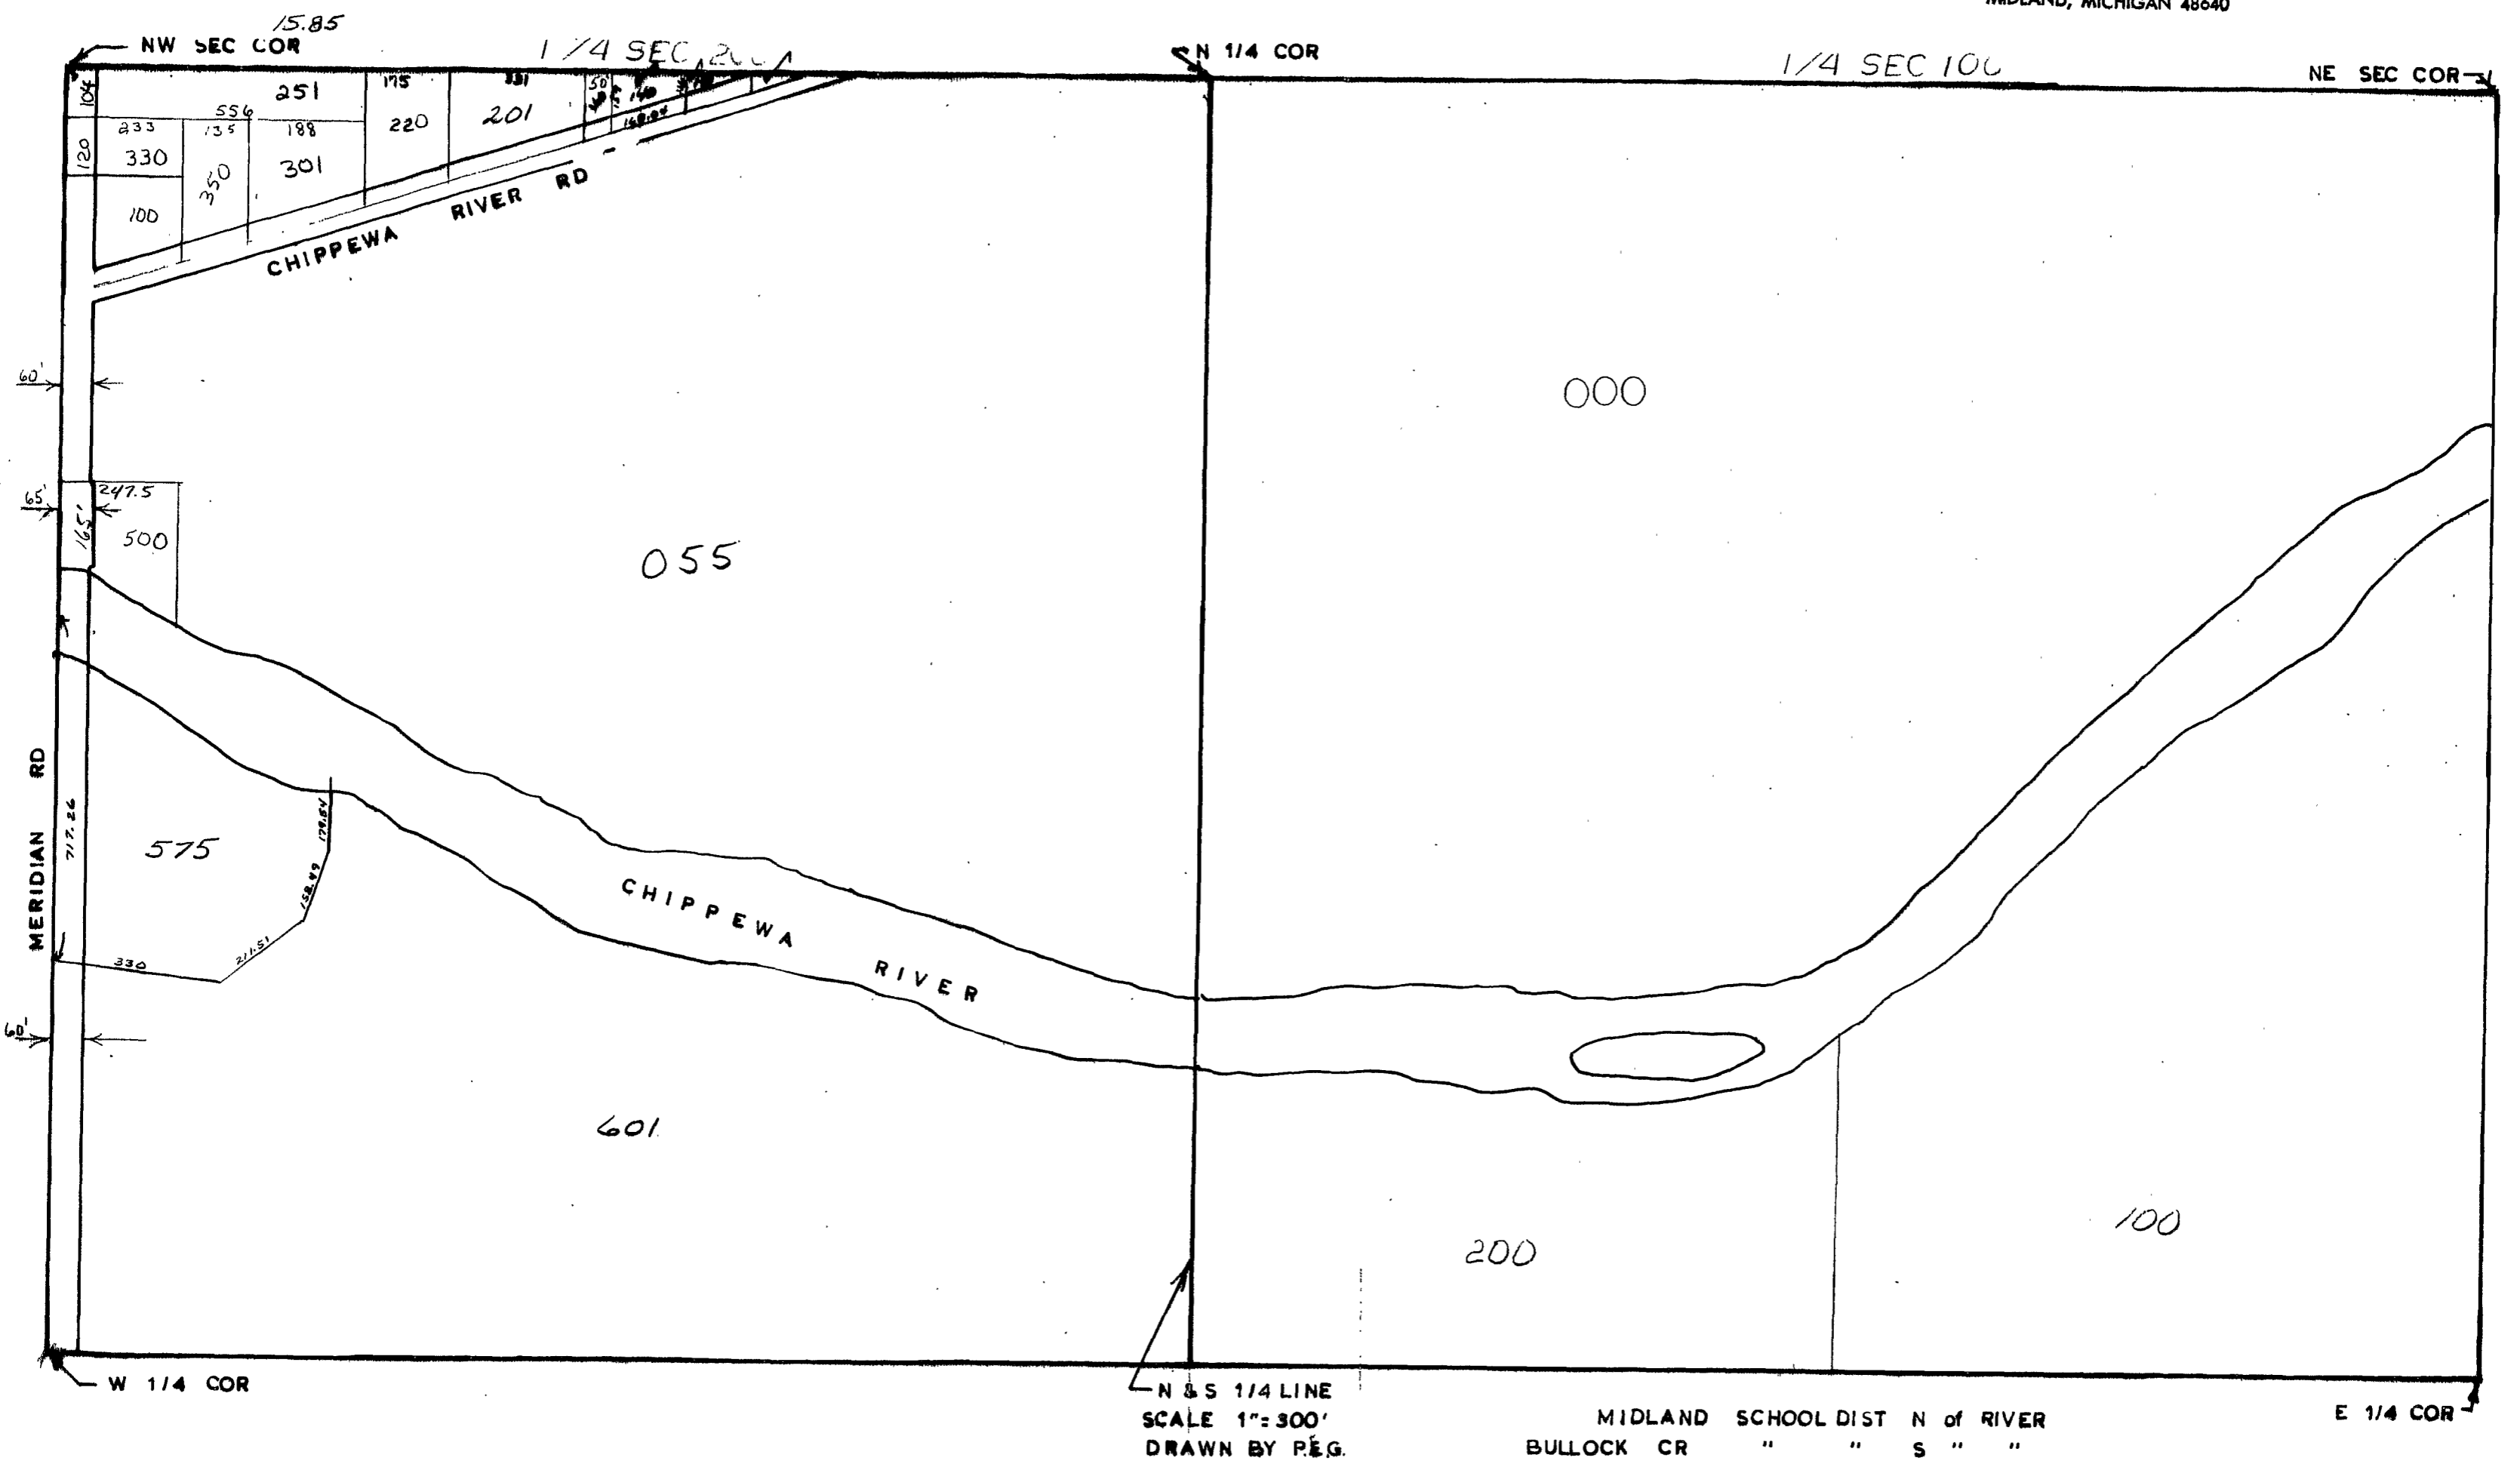 MIDLAND, MICHIGAN 48640
15.85
NW SEC COR
1/4 SEC 200
N 1/4 COR
1/4 SEC 100
NE SEC COR
104
251
175
331
50
140
556
201
220
233
135
188
120
330
350
301
100
CHIPPEWA RIVER RD
60'
000
247.5
65'
165'
500
055
MERIDIAN RD
717.26
575
179.54
158.49
211.51
330
CHIPPEWA RIVER
60'
601
200
100
W 1/4 COR
N & S 1/4 LINE
SCALE 1"=300'
DRAWN BY P.E.G.
MIDLAND SCHOOL DIST N of RIVER
BULLOCK CR " " S " "
E 1/4 COR